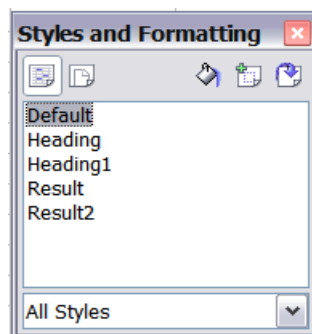 Styles and Formatting
Default
Heading
Heading1
Result
Result2
All Styles